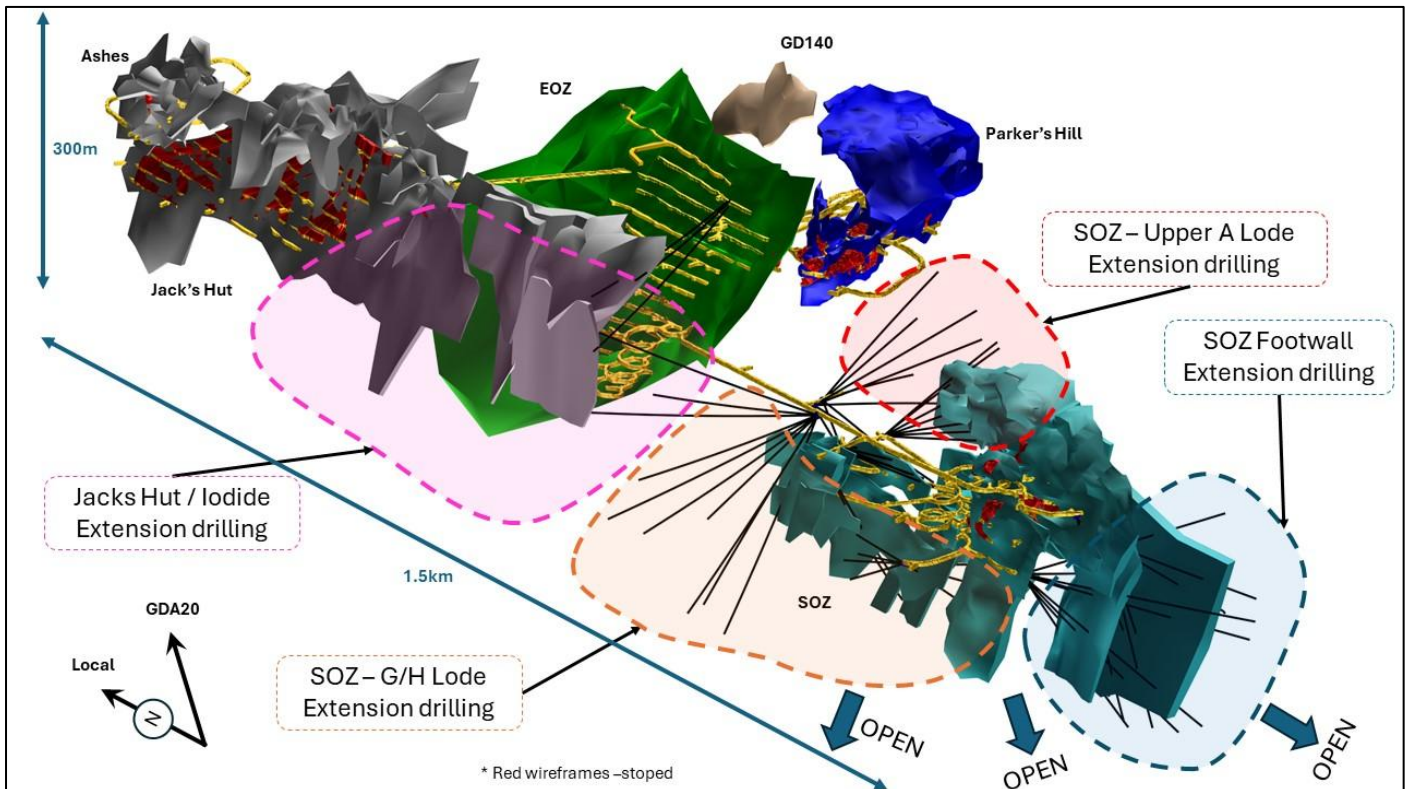 Ashes
GD140
EOZ
Parker's Hill
300m
SOZ – Upper A Lode
Extension drilling
Jack's Hut
SOZ Footwall
Extension drilling
Jacks Hut / Iodide
Extension drilling
1.5km
SOZ
GDA20
Local
N
SOZ – G/H Lode
Extension drilling
OPEN
OPEN
OPEN
* Red wireframes –stoped